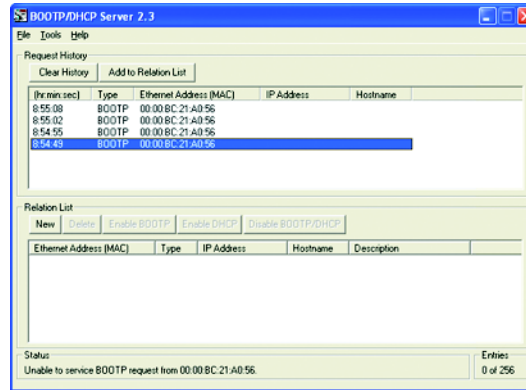 BOOTP/DHCP Server 2.3
File Tools Help
Request History
Clear History Add to Relation List
(hr:min:sec) Type Ethernet Address (MAC) IP Address Hostname
8:55:08 BOOTP 00:00:BC:21:A0:56
8:55:02 BOOTP 00:00:BC:21:A0:56
8:54:55 BOOTP 00:00:BC:21:A0:56
8:54:49 BOOTP 00:00:BC:21:A0:56
Relation List
New Delete Enable BOOTP Enable DHCP Disable BOOTP/DHCP
Ethernet Address (MAC) Type IP Address Hostname Description
Status
Unable to service BOOTP request from 00:00:BC:21:A0:56.
Entries
0 of 256